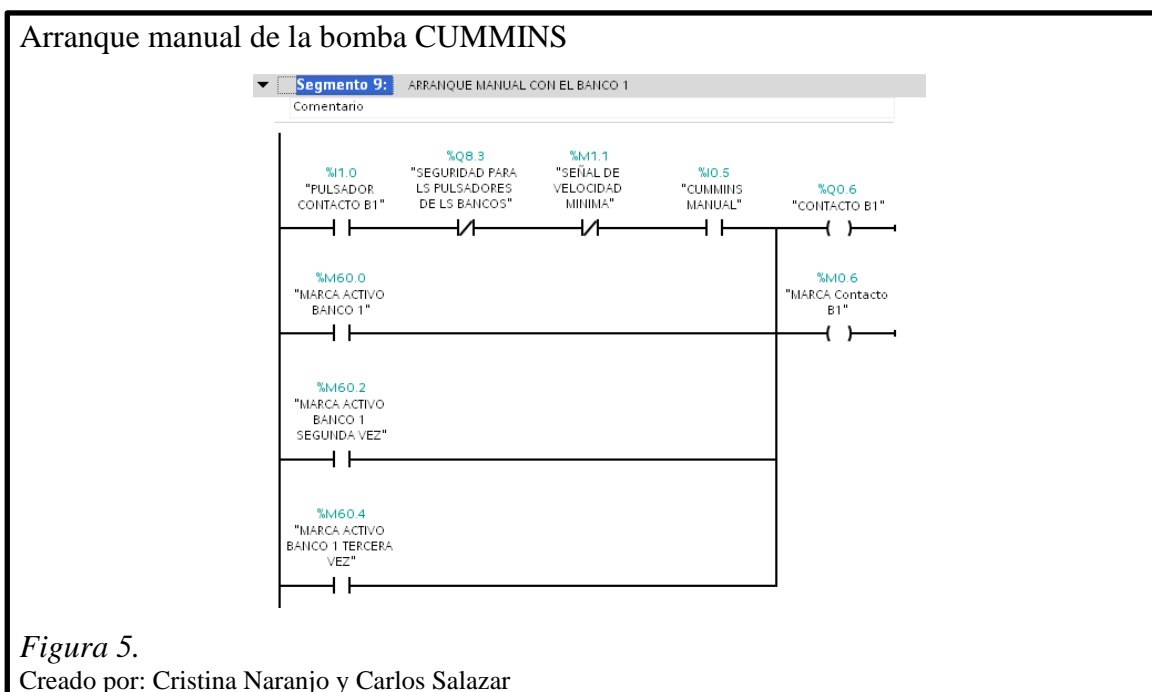 Arranque manual de la bomba CUMMINS
Segmento 9: ARRANQUE MANUAL CON EL BANCO 1
Comentario
%I1.0
"PULSADOR
CONTACTO B1"
%Q8.3
"SEGURIDAD PARA
LS PULSADORES
DE LS BANCOS"
%M1.1
"SEÑAL DE
VELOCIDAD
MINIMA"
%I0.5
"CUMMINS
MANUAL"
%Q0.6
"CONTACTO B1"
%M60.0
"MARCA ACTIVO
BANCO 1"
%M0.6
"MARCA Contacto
B1"
%M60.2
"MARCA ACTIVO
BANCO 1
SEGUNDA VEZ"
%M60.4
"MARCA ACTIVO
BANCO 1 TERCERA
VEZ"
Figura 5.
Creado por: Cristina Naranjo y Carlos Salazar